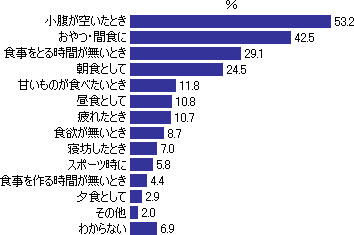 %
小腹が空いたとき 53.2
おやつ・間食に 42.5
食事をとる時間が無いとき 29.1
朝食として 24.5
甘いものが食べたいとき 11.8
昼食として 10.8
疲れたとき 10.7
食欲が無いとき 8.7
寝坊したとき 7.0
スポーツ時に 5.8
食事を作る時間が無いとき 4.4
夕食として 2.9
その他 2.0
わからない 6.9